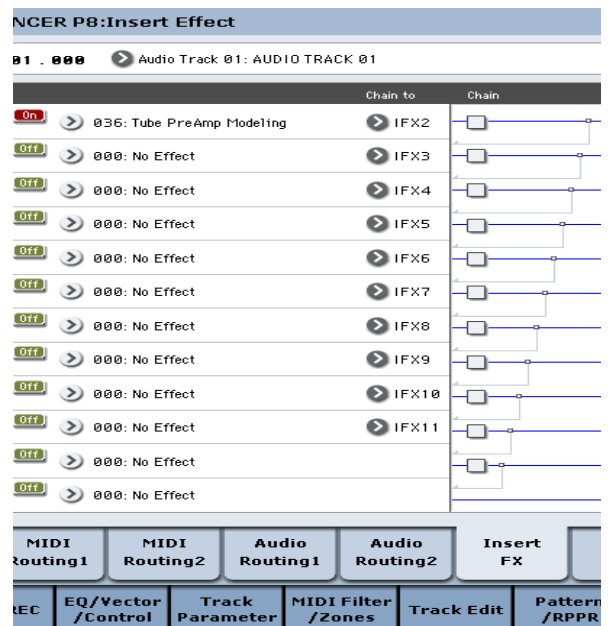 NCER P8:Insert Effect
01 . 000 Audio Track 01: AUDIO TRACK 01
Chain to Chain
On 036: Tube PreAmp Modeling IFX2
Off 000: No Effect IFX3
Off 000: No Effect IFX4
Off 000: No Effect IFX5
Off 000: No Effect IFX6
Off 000: No Effect IFX7
Off 000: No Effect IFX8
Off 000: No Effect IFX9
Off 000: No Effect IFX10
Off 000: No Effect IFX11
Off 000: No Effect
Off 000: No Effect
MIDI MIDI Audio Audio Insert
Routing1 Routing2 Routing1 Routing2 FX
EQ/Vector Track MIDI Filter Pattern
REC /Control Parameter /Zones Track Edit /RPPR